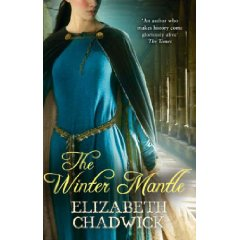 'An author who
makes history come
gloriously alive'
The Times
The
Winter Mantle
ELIZABETH
CHADWICK